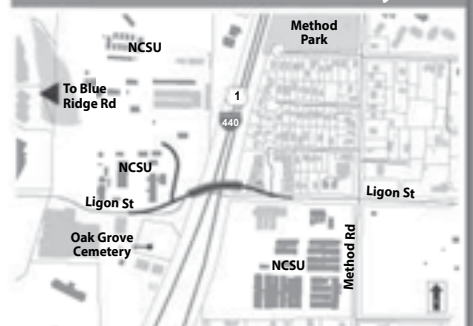 NCSU
Method
Park
To Blue
Ridge Rd
1
440
NCSU
Ligon St
Ligon St
Oak Grove
Cemetery
NCSU
Method Rd